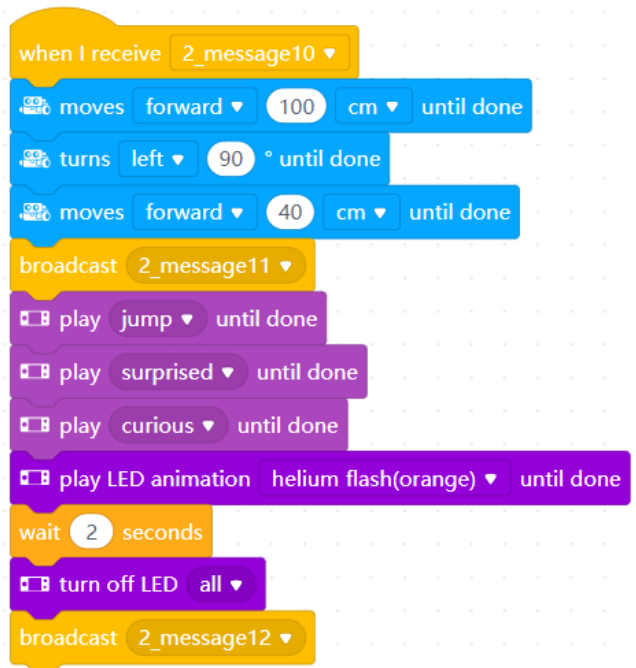 when I receive 2_message10
moves forward 100 cm until done
turns left 90 ° until done
moves forward 40 cm until done
broadcast 2_message11
play jump until done
play surprised until done
play curious until done
play LED animation helium flash(orange) until done
wait 2 seconds
turn off LED all
broadcast 2_message12